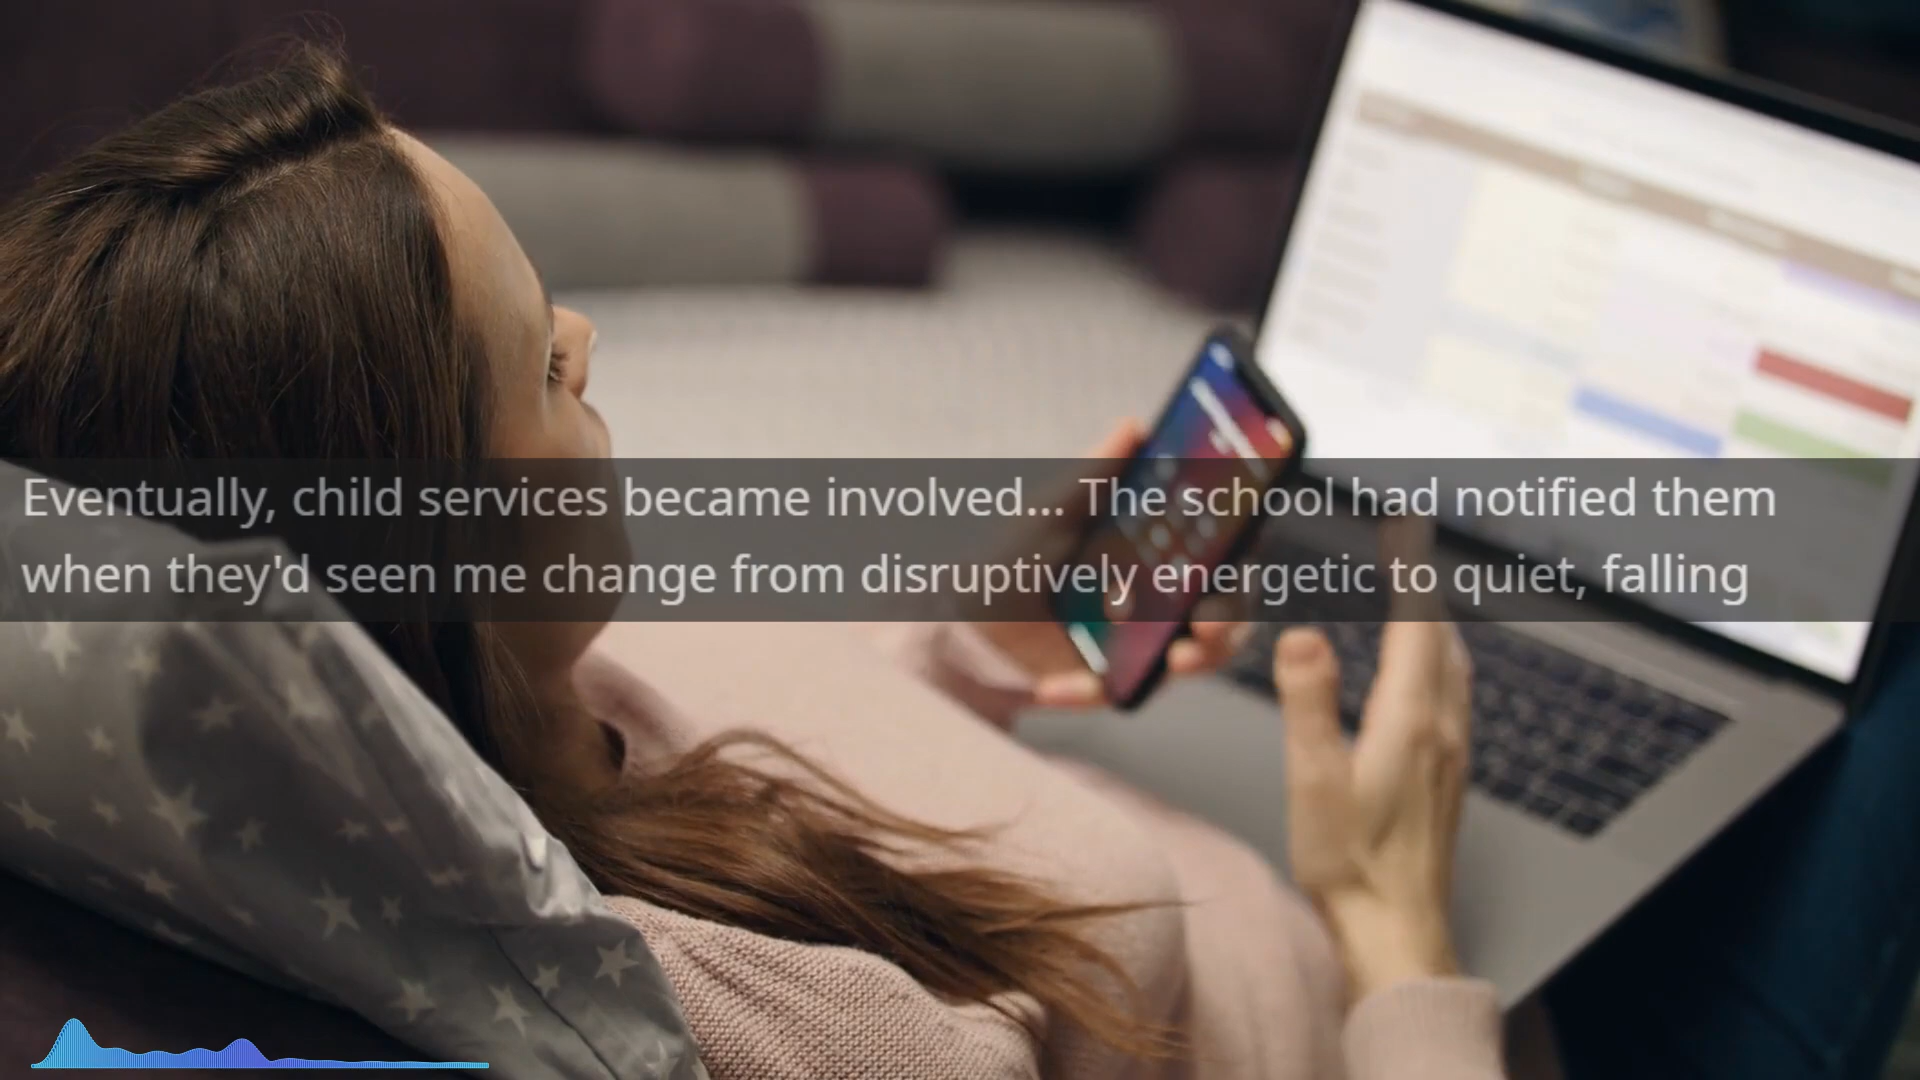 Eventually, child services became involved... The school had notified them
when they'd seen me change from disruptively energetic to quiet, falling